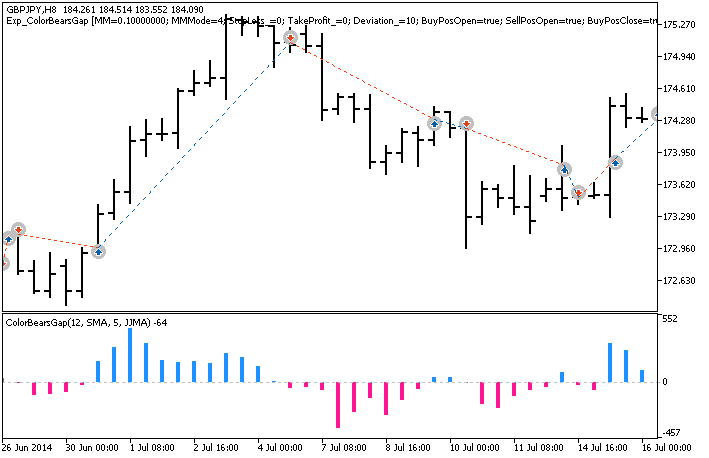 GBPJPY,H8 184.261 184.514 183.552 184.090
Exp_ColorBearsGap [MM=0.10000000; MMMode=4; StopLess_=0; TakeProfit_=0; Deviation_=10; BuyPosOpen=true; SellPosOpen=true; BuyPosClose=tr
175.270
174.940
174.610
174.280
173.950
173.620
173.290
172.960
172.630
ColorBearsGap(12, SMA, 5, JJMA) -64
552
0
-457
26 Jun 2014
30 Jun 00:00
1 Jul 08:00
2 Jul 16:00
4 Jul 00:00
7 Jul 08:00
8 Jul 16:00
10 Jul 00:00
11 Jul 08:00
14 Jul 16:00
16 Jul 00:00